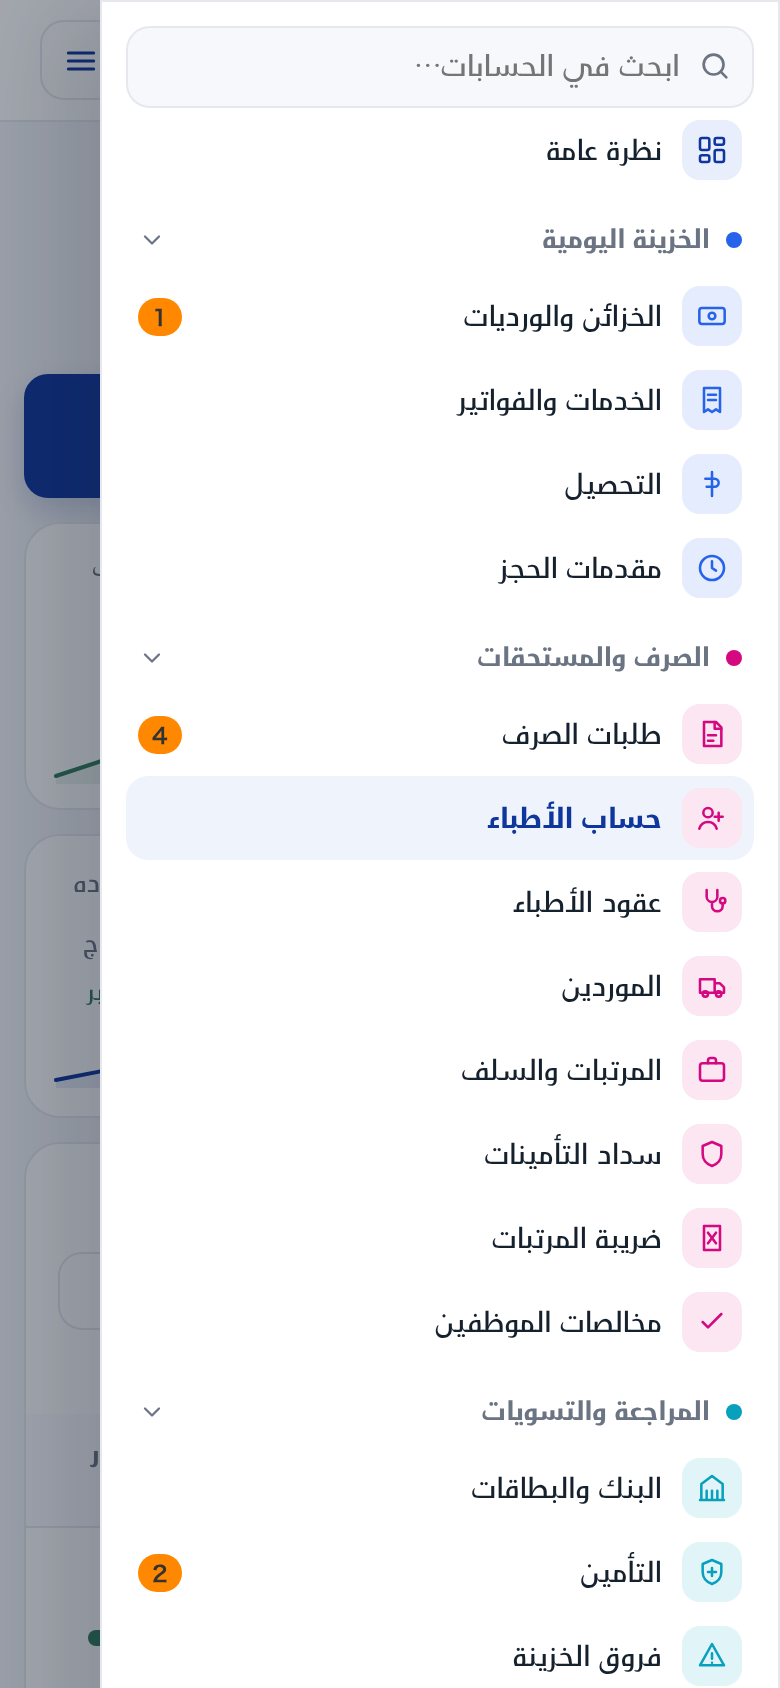 ابحث في الحسابات...
نظرة عامة
الخزينة اليومية
الخزائن والورديات
1
الخدمات والفواتير
التحصيل
مقدمات الحجز
الصرف والمستحقات
طلبات الصرف
4
حساب الأطباء
عقود الأطباء
الموردين
المرتبات والسلف
سداد التأمينات
ضريبة المرتبات
مخالصات الموظفين
المراجعة والتسويات
البنك والبطاقات
التأمين
2
فروق الخزينة